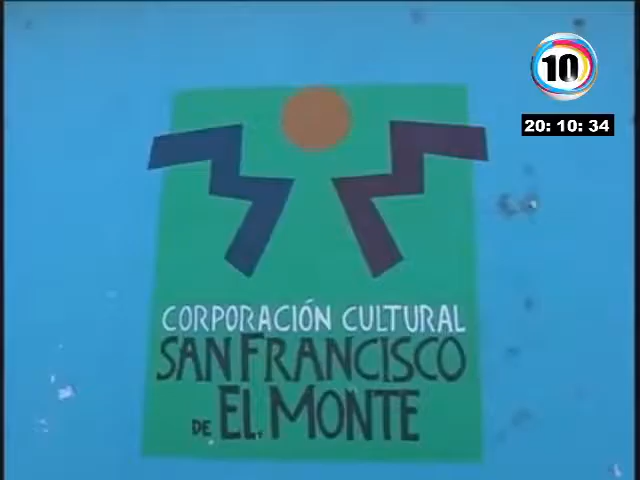 10
20: 10: 34
CORPORACIÓN CULTURAL
SAN FRANCISCO
DE EL MONTE